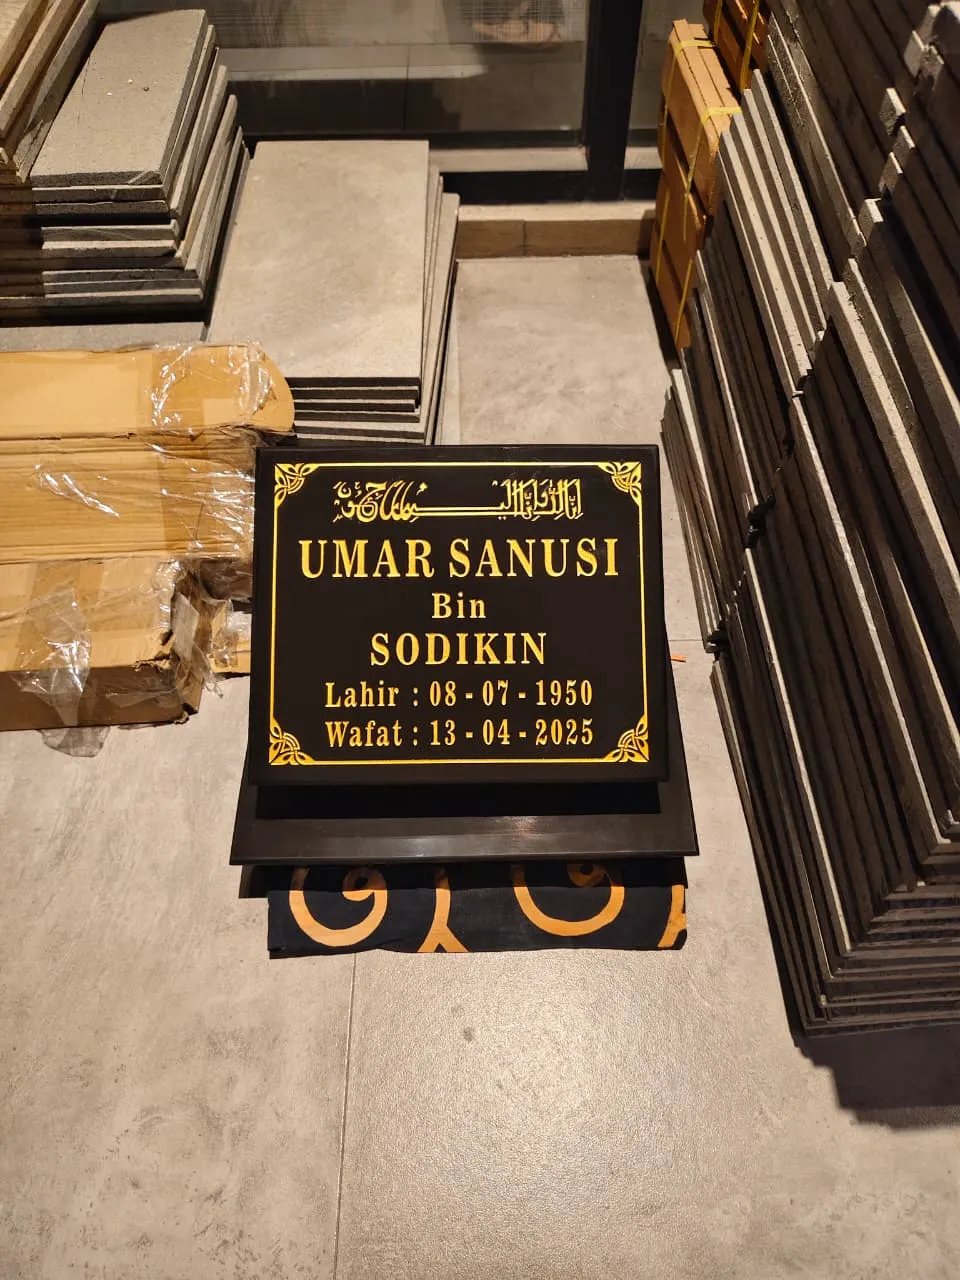 إنا لله وإنا إليه راجعون
UMAR SANUSI
Bin
SODIKIN
Lahir : 08 - 07 - 1950
Wafat : 13 - 04 - 2025